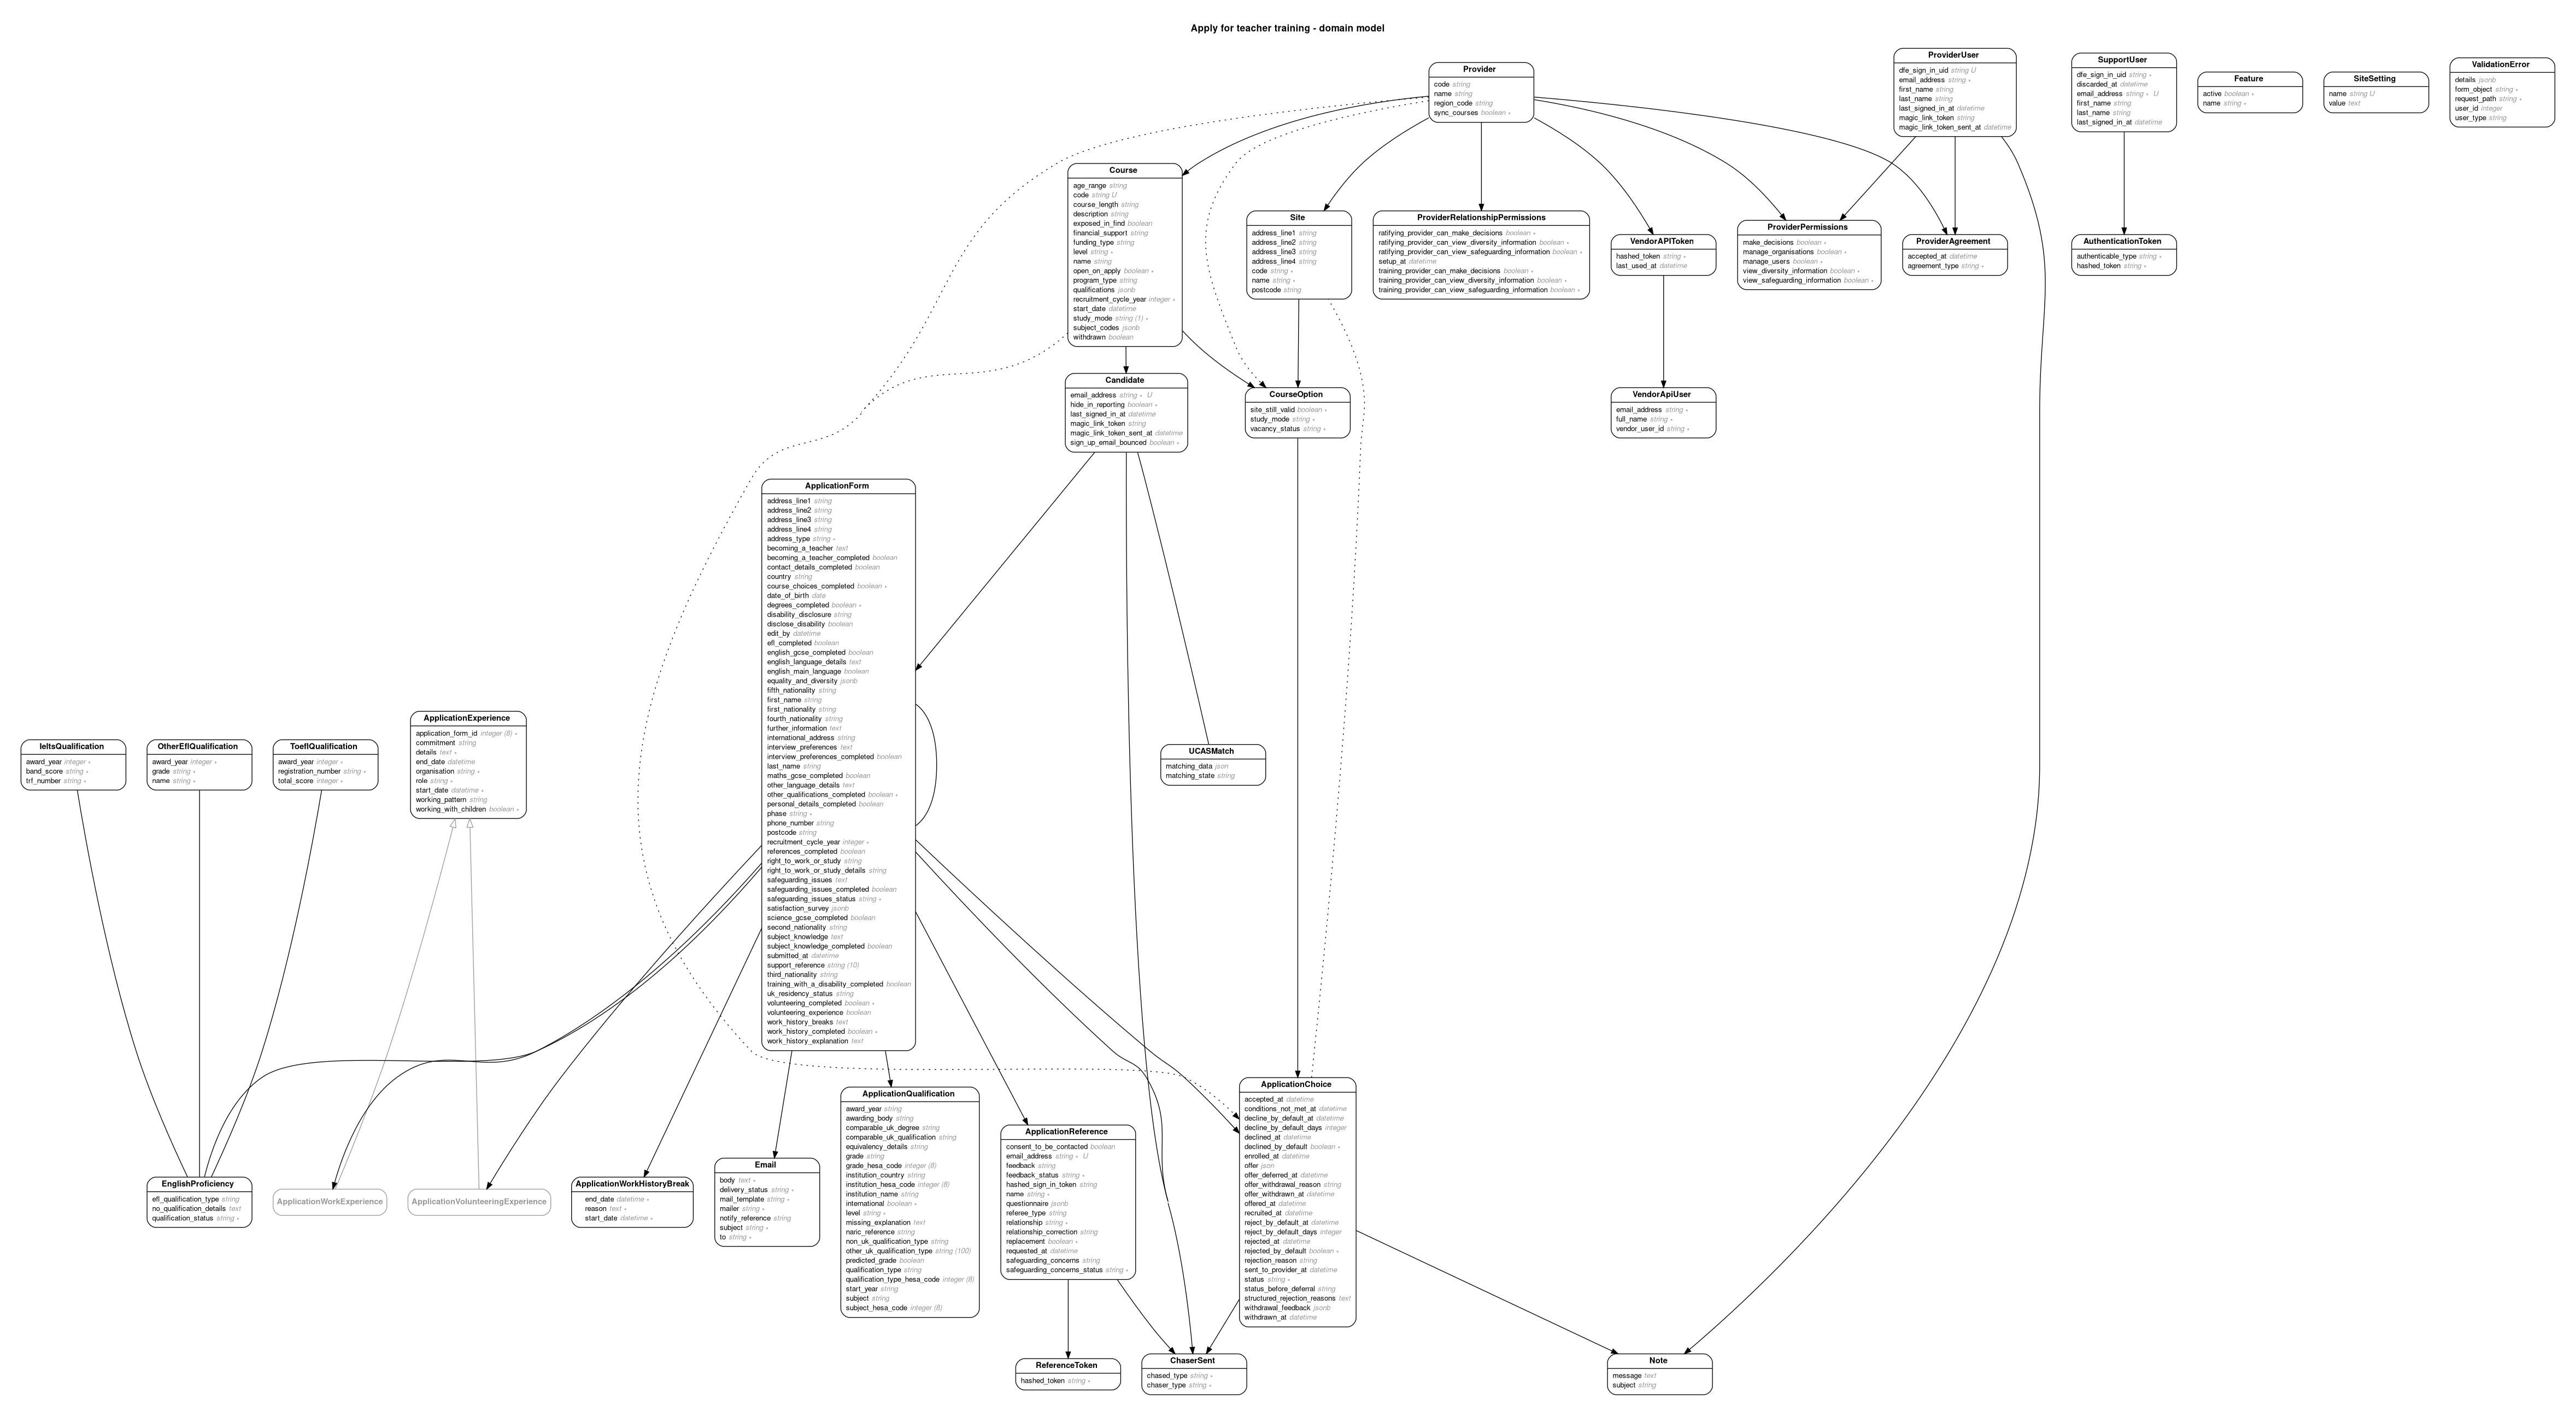 Apply for teacher training - domain model
Provider
code string
name string
region_code string
sync_courses boolean ∗
ProviderUser
dfe_sign_in_uid string U
email_address string ∗
first_name string
last_name string
last_signed_in_at datetime
magic_link_token string
magic_link_token_sent_at datetime
SupportUser
dfe_sign_in_uid string ∗
discarded_at datetime
email_address string ∗ U
first_name string
last_name string
last_signed_in_at datetime
Feature
active boolean ∗
name string ∗
SiteSetting
name string U
value text
ValidationError
details jsonb
form_object string ∗
request_path string ∗
user_id integer
user_type string
Course
age_range string
code string U
course_length string
description string
exposed_in_find boolean
financial_support string
funding_type string
level string ∗
name string
open_on_apply boolean ∗
program_type string
qualifications jsonb
recruitment_cycle_year integer ∗
start_date datetime
study_mode string (1) ∗
subject_codes jsonb
withdrawn boolean
Site
address_line1 string
address_line2 string
address_line3 string
address_line4 string
code string ∗
name string ∗
postcode string
ProviderRelationshipPermissions
ratifying_provider_can_make_decisions boolean ∗
ratifying_provider_can_view_diversity_information boolean ∗
ratifying_provider_can_view_safeguarding_information boolean ∗
setup_at datetime
training_provider_can_make_decisions boolean ∗
training_provider_can_view_diversity_information boolean ∗
training_provider_can_view_safeguarding_information boolean ∗
VendorAPIToken
hashed_token string ∗
last_used_at datetime
ProviderPermissions
make_decisions boolean ∗
manage_organisations boolean ∗
manage_users boolean ∗
view_diversity_information boolean ∗
view_safeguarding_information boolean ∗
ProviderAgreement
accepted_at datetime
agreement_type string ∗
AuthenticationToken
authenticable_type string ∗
hashed_token string ∗
Candidate
email_address string ∗ U
hide_in_reporting boolean ∗
last_signed_in_at datetime
magic_link_token string
magic_link_token_sent_at datetime
sign_up_email_bounced boolean ∗
CourseOption
site_still_valid boolean ∗
study_mode string ∗
vacancy_status string ∗
VendorApiUser
email_address string ∗
full_name string ∗
vendor_user_id string ∗
ApplicationForm
address_line1 string
address_line2 string
address_line3 string
address_line4 string
address_type string ∗
becoming_a_teacher text
becoming_a_teacher_completed boolean
contact_details_completed boolean
country string
course_choices_completed boolean ∗
date_of_birth date
degrees_completed boolean ∗
disability_disclosure string
disclose_disability boolean
edit_by datetime
efl_completed boolean
english_gcse_completed boolean
english_language_details text
english_main_language boolean
equality_and_diversity jsonb
fifth_nationality string
first_name string
first_nationality string
fourth_nationality string
further_information text
international_address string
interview_preferences text
interview_preferences_completed boolean
last_name string
maths_gcse_completed boolean
other_language_details text
other_qualifications_completed boolean ∗
personal_details_completed boolean
phase string ∗
phone_number string
postcode string
recruitment_cycle_year integer ∗
references_completed boolean
right_to_work_or_study string
right_to_work_or_study_details string
safeguarding_issues text
safeguarding_issues_completed boolean
safeguarding_issues_status string ∗
satisfaction_survey jsonb
science_gcse_completed boolean
second_nationality string
subject_knowledge text
subject_knowledge_completed boolean
submitted_at datetime
support_reference string (10)
third_nationality string
training_with_a_disability_completed boolean
uk_residency_status string
volunteering_completed boolean ∗
volunteering_experience boolean
work_history_breaks text
work_history_completed boolean ∗
work_history_explanation text
IeltsQualification
award_year integer ∗
band_score string ∗
trf_number string ∗
OtherEflQualification
award_year integer ∗
grade string ∗
name string ∗
ToeflQualification
award_year integer ∗
registration_number string ∗
total_score integer ∗
ApplicationExperience
application_form_id integer (8) ∗
commitment string
details text ∗
end_date datetime
organisation string ∗
role string ∗
start_date datetime ∗
working_pattern string
working_with_children boolean ∗
UCASMatch
matching_data json
matching_state string
EnglishProficiency
efl_qualification_type string
no_qualification_details text
qualification_status string ∗
ApplicationWorkExperience
ApplicationVolunteeringExperience
ApplicationWorkHistoryBreak
end_date datetime ∗
reason text ∗
start_date datetime ∗
Email
body text ∗
delivery_status string ∗
mail_template string ∗
mailer string ∗
notify_reference string
subject string ∗
to string ∗
ApplicationQualification
award_year string
awarding_body string
comparable_uk_degree string
comparable_uk_qualification string
equivalency_details string
grade string
grade_hesa_code integer (8)
institution_country string
institution_hesa_code integer (8)
institution_name string
international boolean ∗
level string ∗
missing_explanation text
naric_reference string
non_uk_qualification_type string
other_uk_qualification_type string (100)
predicted_grade boolean
qualification_type string
qualification_type_hesa_code integer (8)
start_year string
subject string
subject_hesa_code integer (8)
ApplicationReference
consent_to_be_contacted boolean
email_address string ∗ U
feedback string
feedback_status string ∗
hashed_sign_in_token string
name string ∗
questionnaire jsonb
referee_type string
relationship string ∗
relationship_correction string
replacement boolean ∗
requested_at datetime
safeguarding_concerns string
safeguarding_concerns_status string ∗
ApplicationChoice
accepted_at datetime
conditions_not_met_at datetime
decline_by_default_at datetime
decline_by_default_days integer
declined_at datetime
declined_by_default boolean ∗
enrolled_at datetime
offer json
offer_deferred_at datetime
offer_withdrawal_reason string
offer_withdrawn_at datetime
offered_at datetime
recruited_at datetime
reject_by_default_at datetime
reject_by_default_days integer
rejected_at datetime
rejected_by_default boolean ∗
rejection_reason string
sent_to_provider_at datetime
status string ∗
status_before_deferral string
structured_rejection_reasons text
withdrawal_feedback jsonb
withdrawn_at datetime
ReferenceToken
hashed_token string ∗
ChaserSent
chased_type string ∗
chaser_type string ∗
Note
message text
subject string